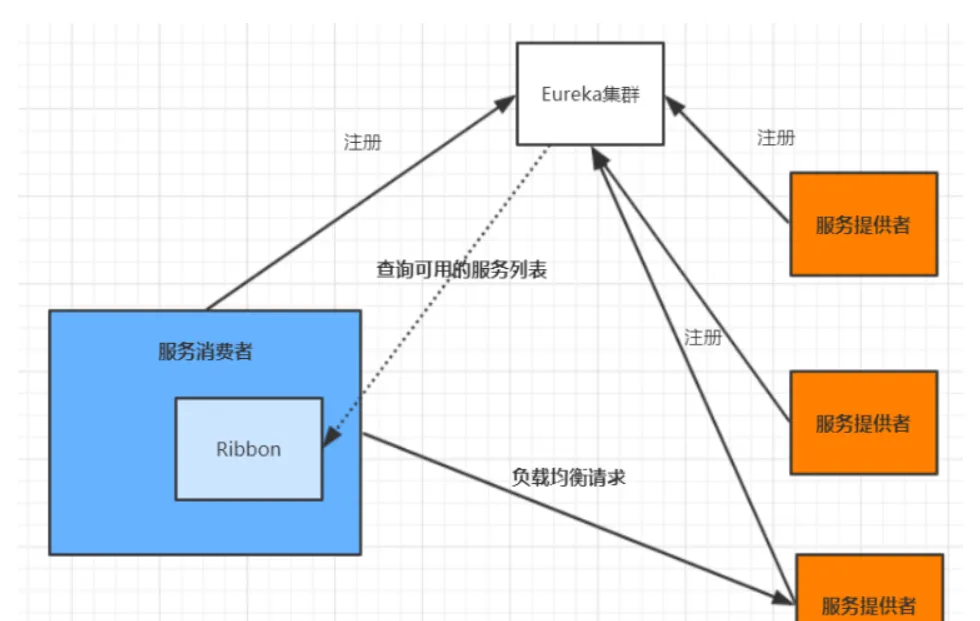 Eureka集群
注册
注册
服务提供者
查询可用的服务列表
注册
服务消费者
服务提供者
Ribbon
负载均衡请求
服务提供者